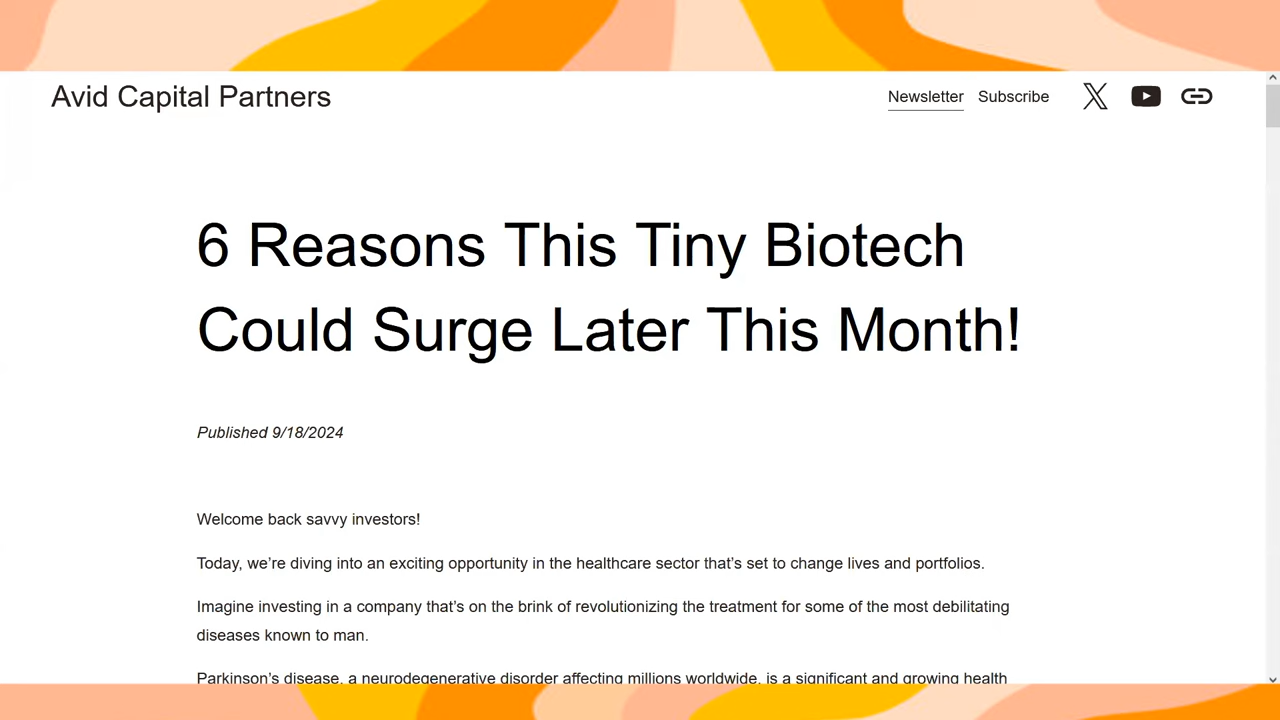 Avid Capital Partners
Newsletter Subscribe
6 Reasons This Tiny Biotech
Could Surge Later This Month!
Published 9/18/2024
Welcome back savvy investors!
Today, we’re diving into an exciting opportunity in the healthcare sector that’s set to change lives and portfolios.
Imagine investing in a company that’s on the brink of revolutionizing the treatment for some of the most debilitating
diseases known to man.
Parkinson’s disease, a neurodegenerative disorder affecting millions worldwide, is a significant and growing health